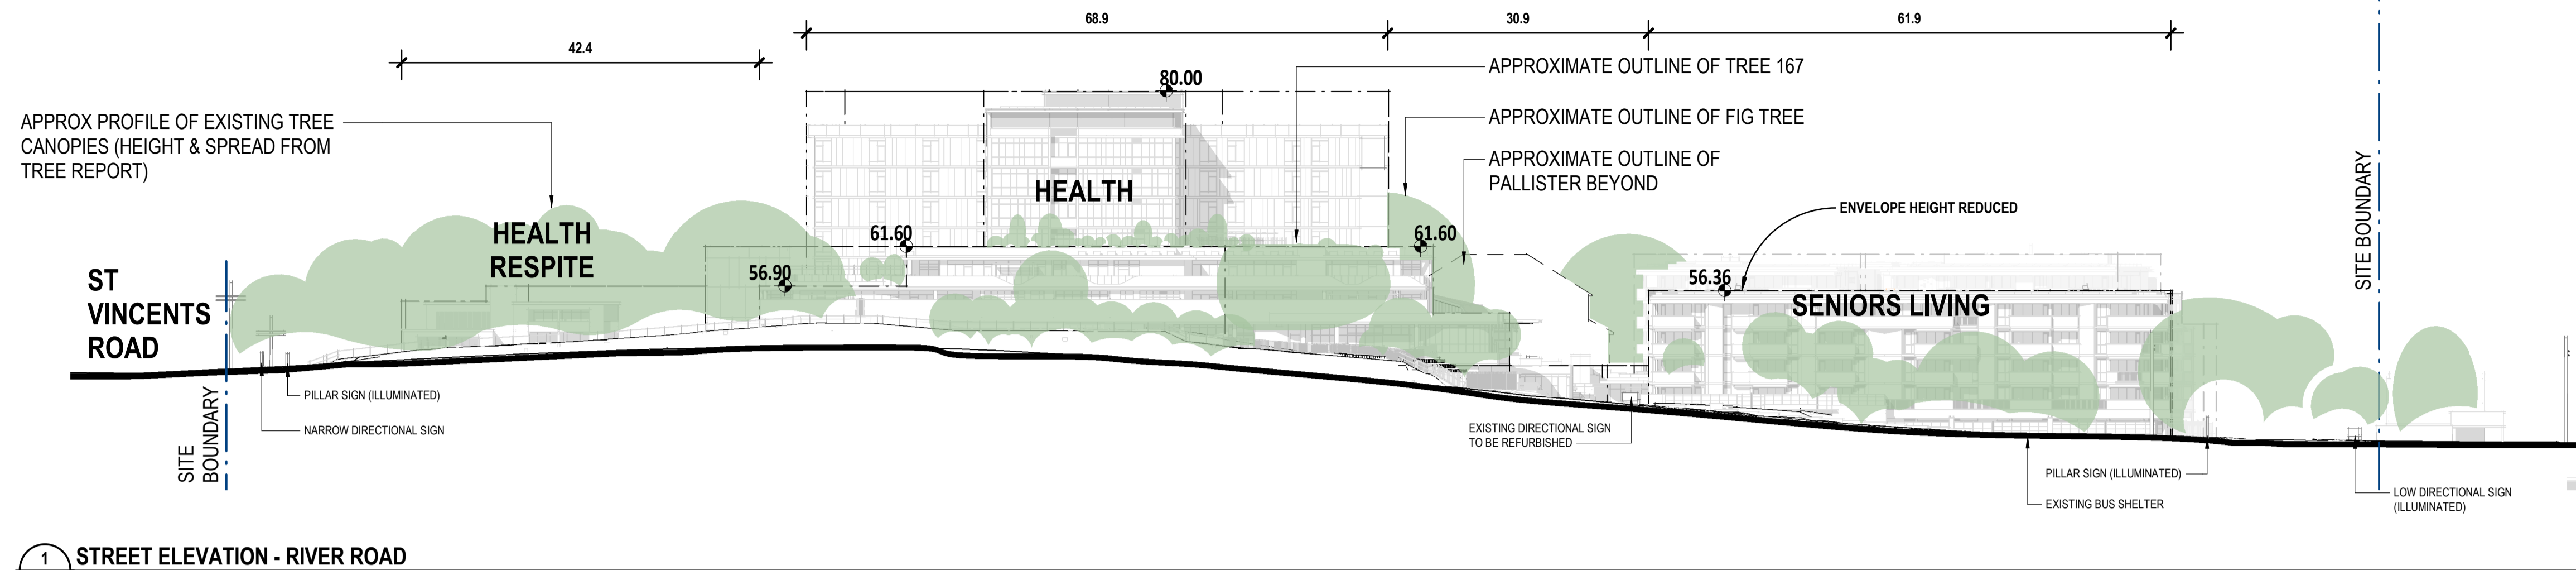 68.9
30.9
61.9
42.4
80.00
APPROXIMATE OUTLINE OF TREE 167
APPROX PROFILE OF EXISTING TREE
CANOPIES (HEIGHT & SPREAD FROM
TREE REPORT)
APPROXIMATE OUTLINE OF FIG TREE
APPROXIMATE OUTLINE OF
PALLISTER BEYOND
HEALTH
ENVELOPE HEIGHT REDUCED
SITE BOUNDARY
HEALTH
RESPITE
61.60
61.60
56.90
56.36
SENIORS LIVING
ST
VINCENTS
ROAD
PILLAR SIGN (ILLUMINATED)
NARROW DIRECTIONAL SIGN
SITE
BOUNDARY
EXISTING DIRECTIONAL SIGN
TO BE REFURBISHED
PILLAR SIGN (ILLUMINATED)
EXISTING BUS SHELTER
LOW DIRECTIONAL SIGN
(ILLUMINATED)
1
STREET ELEVATION - RIVER ROAD